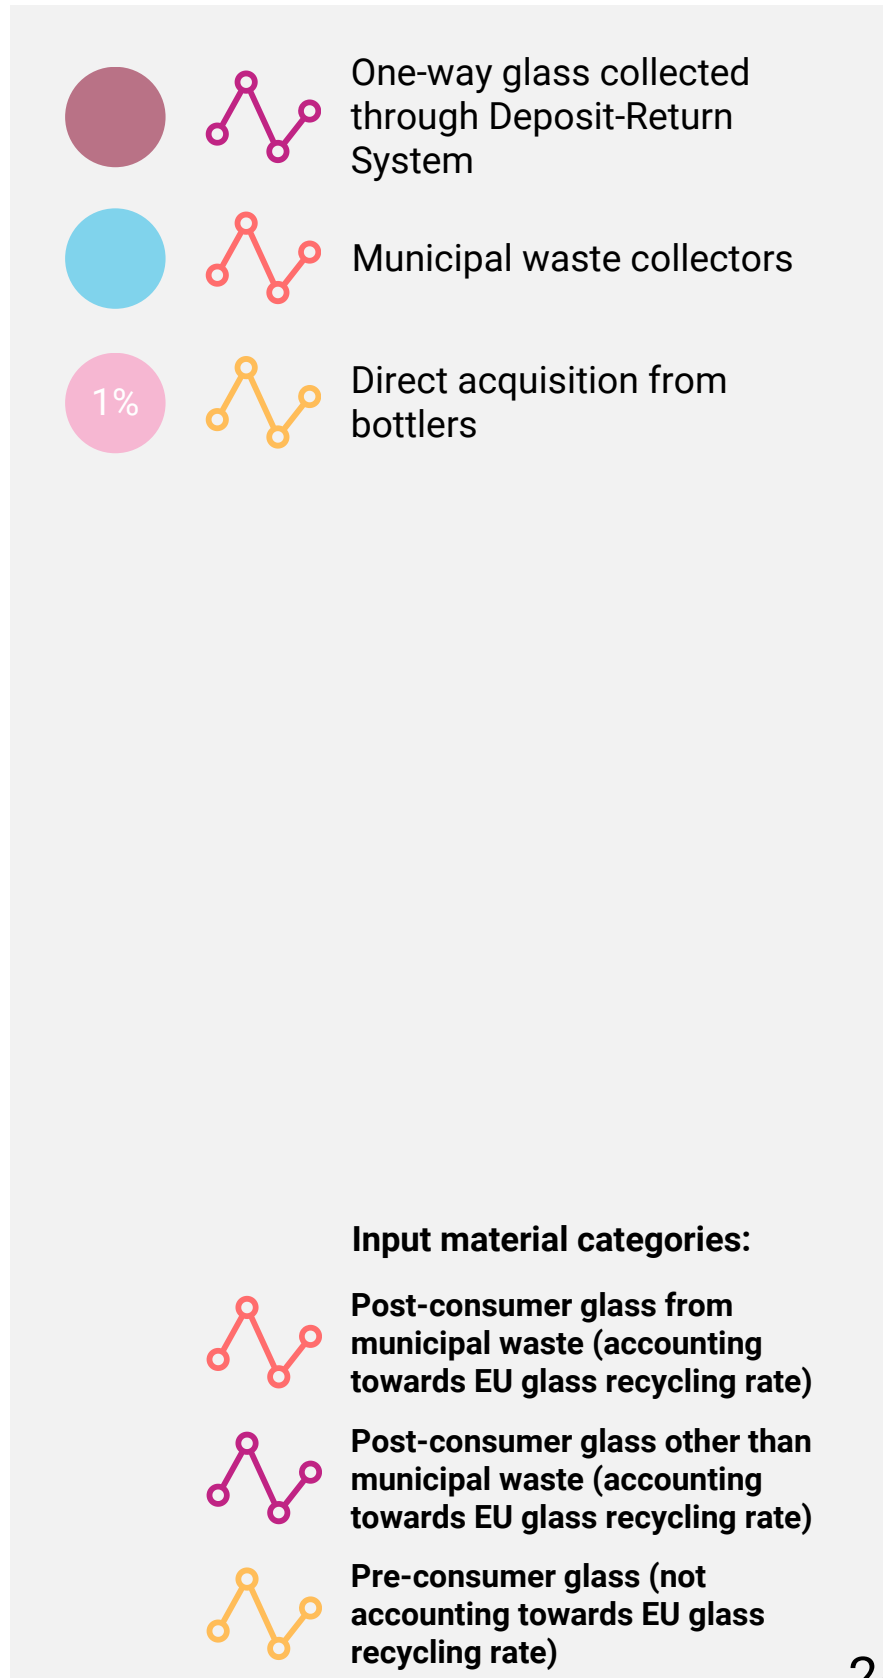 One-way glass collected
through Deposit-Return
System
Municipal waste collectors
1%
Direct acquisition from
bottlers
Input material categories:
Post-consumer glass from
municipal waste (accounting
towards EU glass recycling rate)
Post-consumer glass other than
municipal waste (accounting
towards EU glass recycling rate)
Pre-consumer glass (not
accounting towards EU glass
recycling rate)